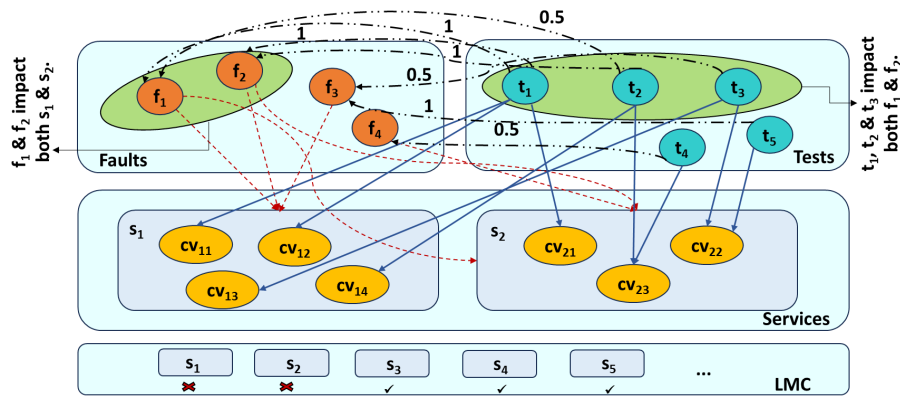 0.5
1
1
1
f1
f2
f3
0.5
f4
1
0.5
Faults
t1
t2
t3
t4
t5
Tests
f1 & f2 impact
both s1 & s2.
t1, t2 & t3 impact
both f1 & f2.
s1
cv11
cv12
cv13
cv14
s2
cv21
cv22
cv23
Services
s1
s2
s3
s4
s5
...
LMC